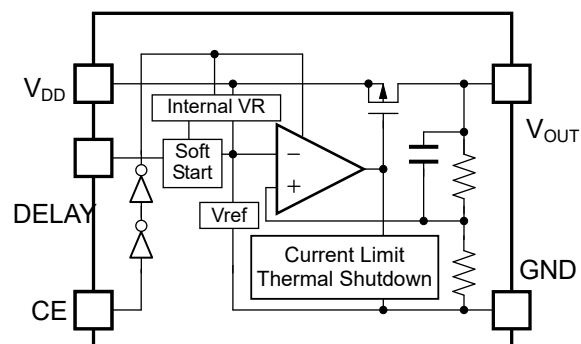 V_DD
Internal VR
V_OUT
Soft
Start
−
+
DELAY
Vref
Current Limit
Thermal Shutdown
GND
CE